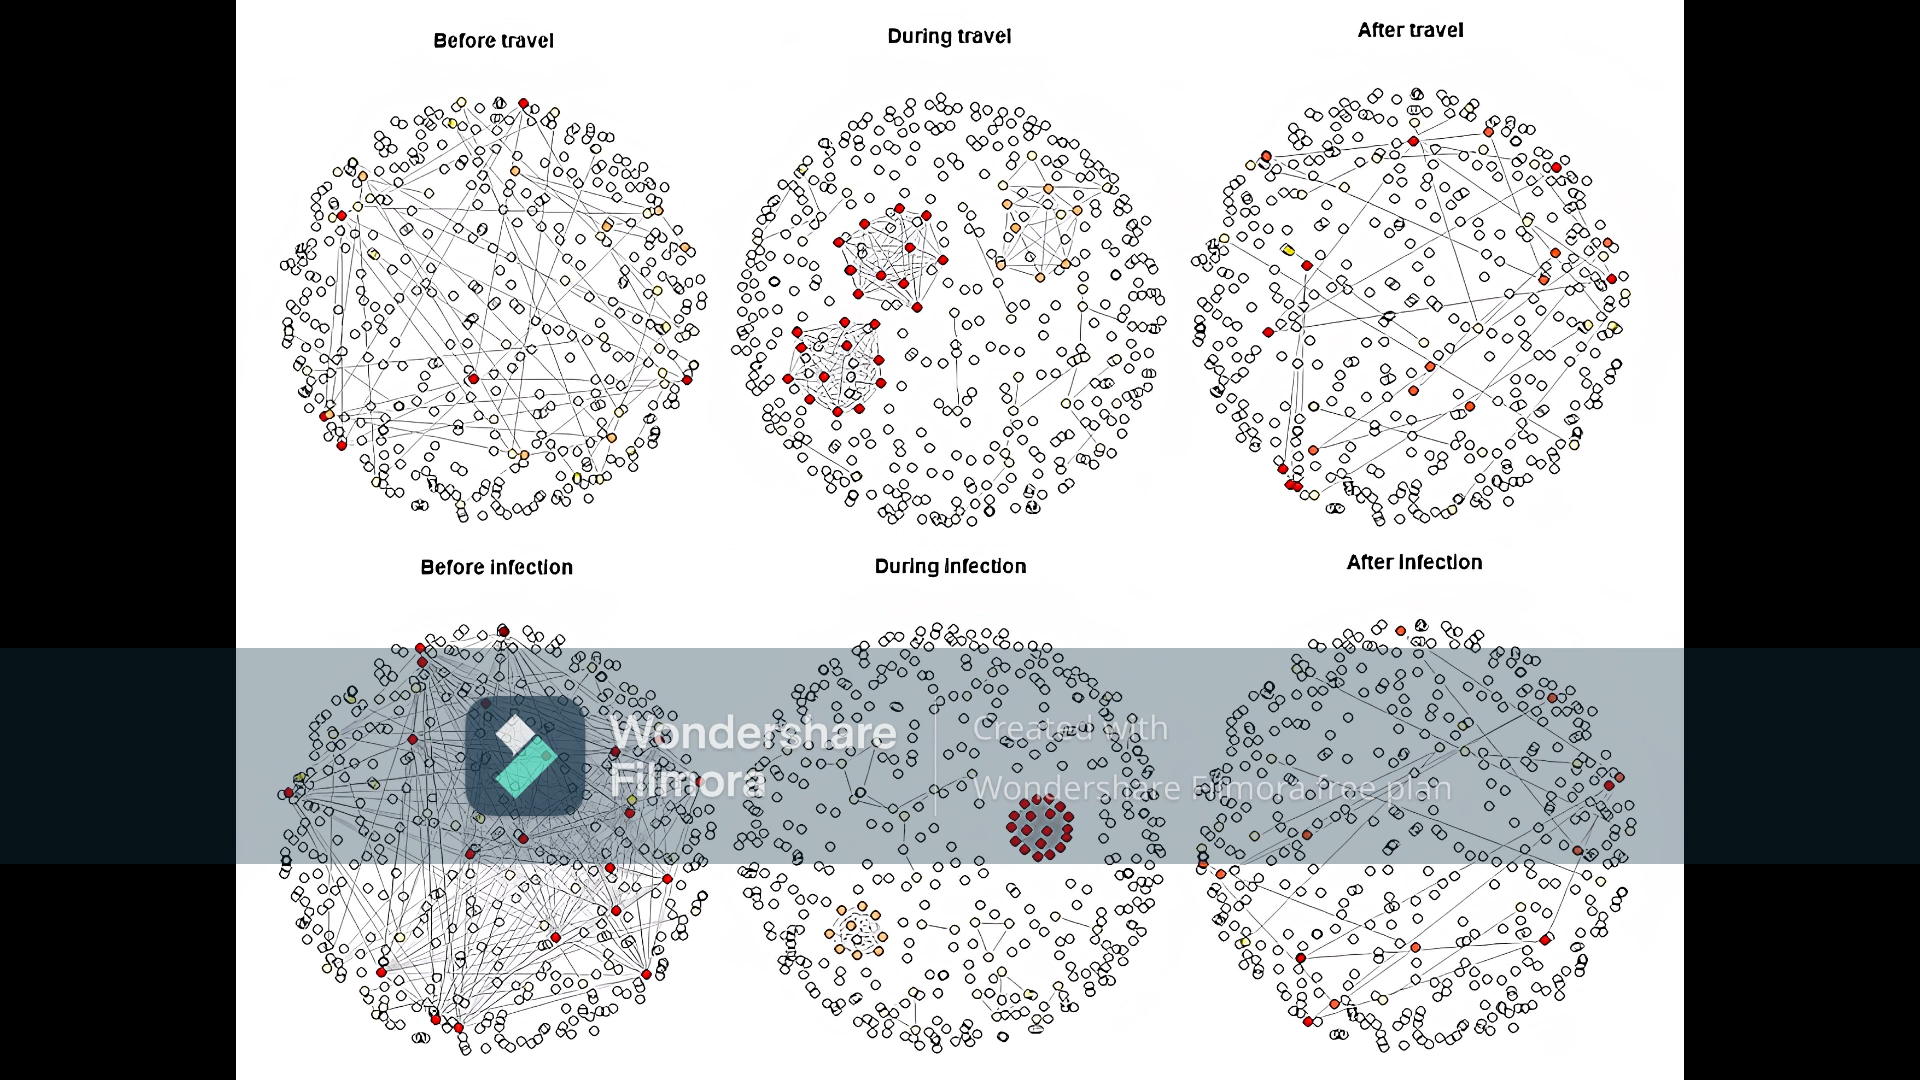 Before travel
During travel
After travel
Before infection
During infection
After infection
Wondershare
Filmora
Created with
Wondershare Filmora free plan